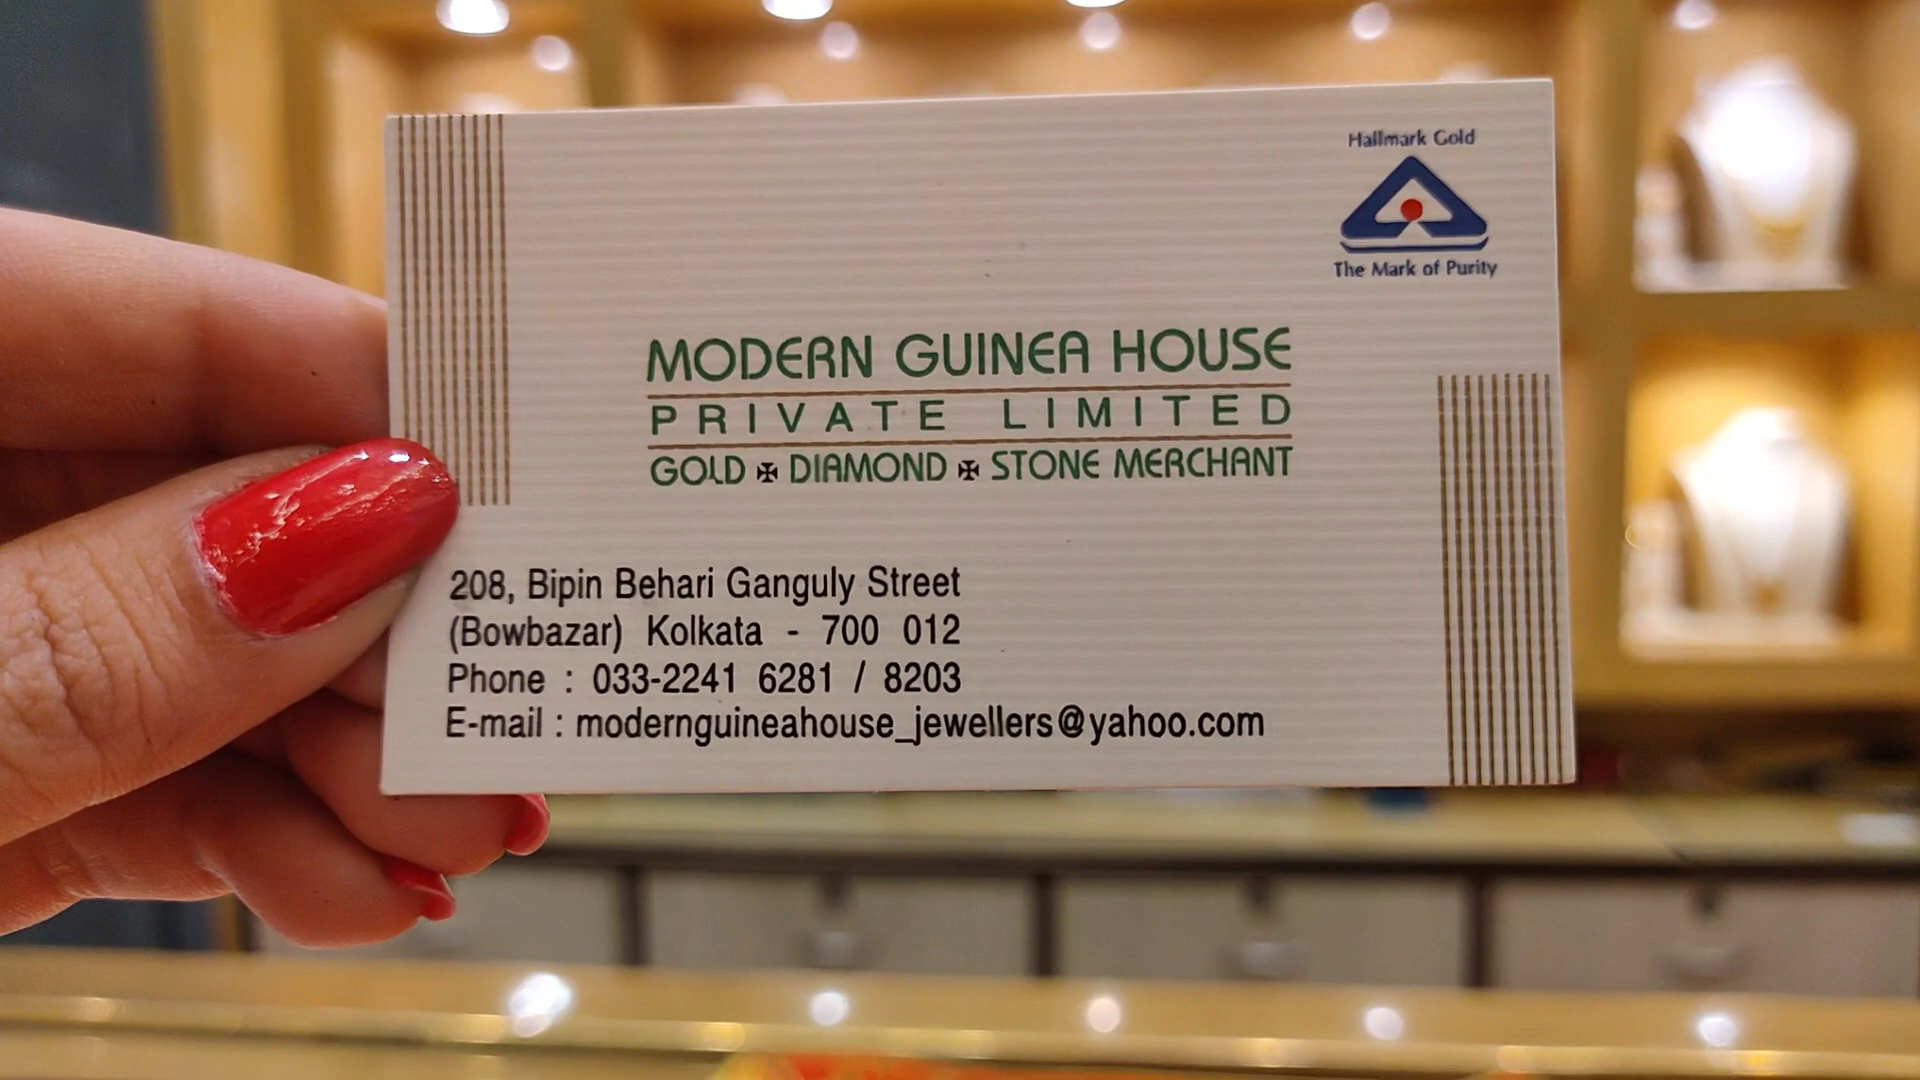 Hallmark Gold
The Mark of Purity
MODERN GUINEA HOUSE
PRIVATE LIMITED
GOLD ✠ DIAMOND ✠ STONE MERCHANT
208, Bipin Behari Ganguly Street
(Bowbazar) Kolkata - 700 012
Phone : 033-2241 6281 / 8203
E-mail : modernguineahouse_jewellers@yahoo.com